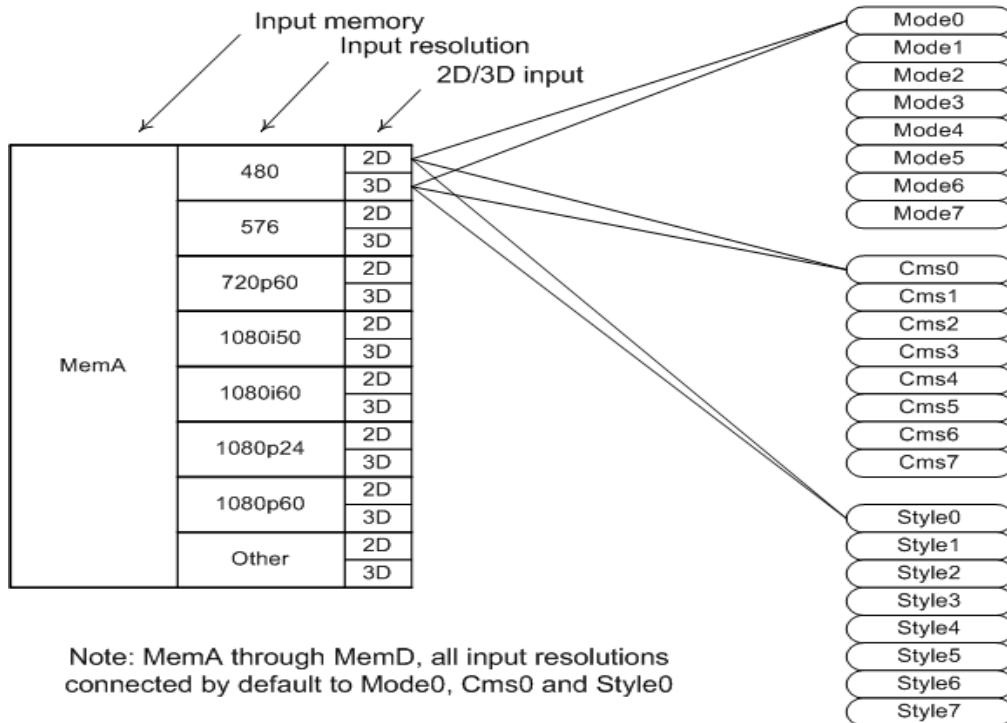 Input memory
Input resolution
2D/3D input
MemA
480
2D
3D
576
2D
3D
720p60
2D
3D
1080i50
2D
3D
1080i60
2D
3D
1080p24
2D
3D
1080p60
2D
3D
Other
2D
3D
Mode0
Mode1
Mode2
Mode3
Mode4
Mode5
Mode6
Mode7
Cms0
Cms1
Cms2
Cms3
Cms4
Cms5
Cms6
Cms7
Style0
Style1
Style2
Style3
Style4
Style5
Style6
Style7
Note: MemA through MemD, all input resolutions
connected by default to Mode0, Cms0 and Style0